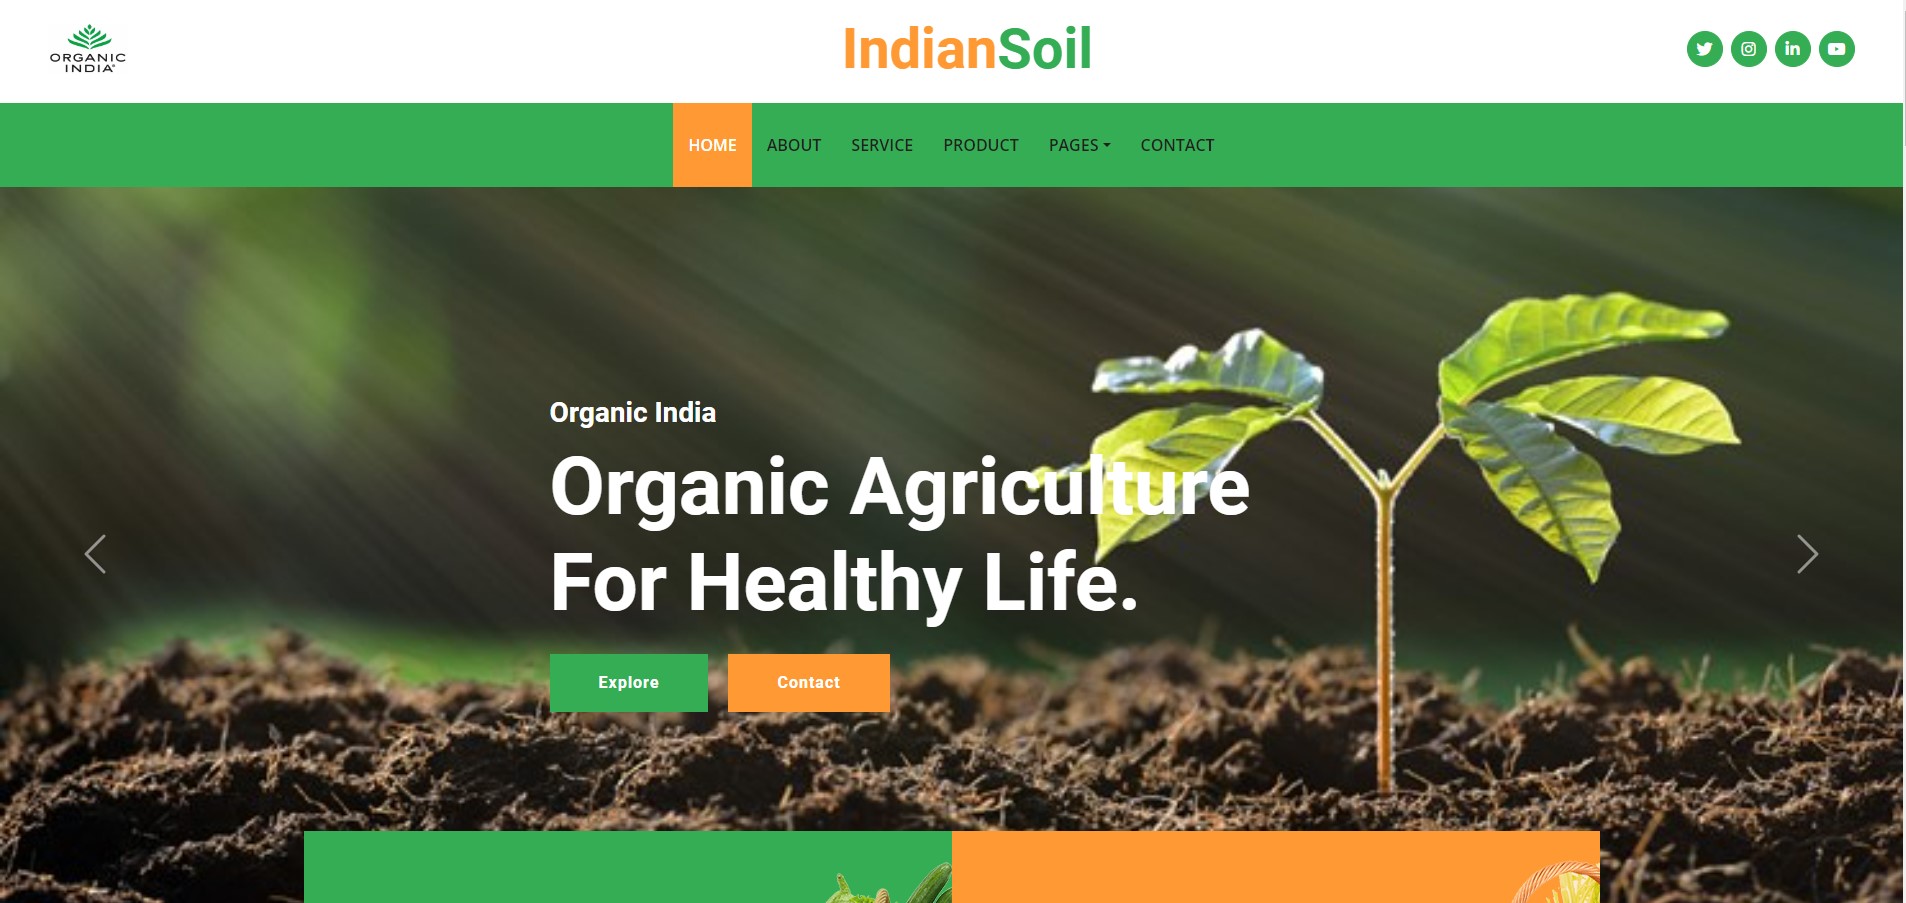 ORGANIC
INDIA
IndianSoil
HOME ABOUT SERVICE PRODUCT PAGES CONTACT
Organic India
Organic Agriculture
For Healthy Life.
Explore Contact